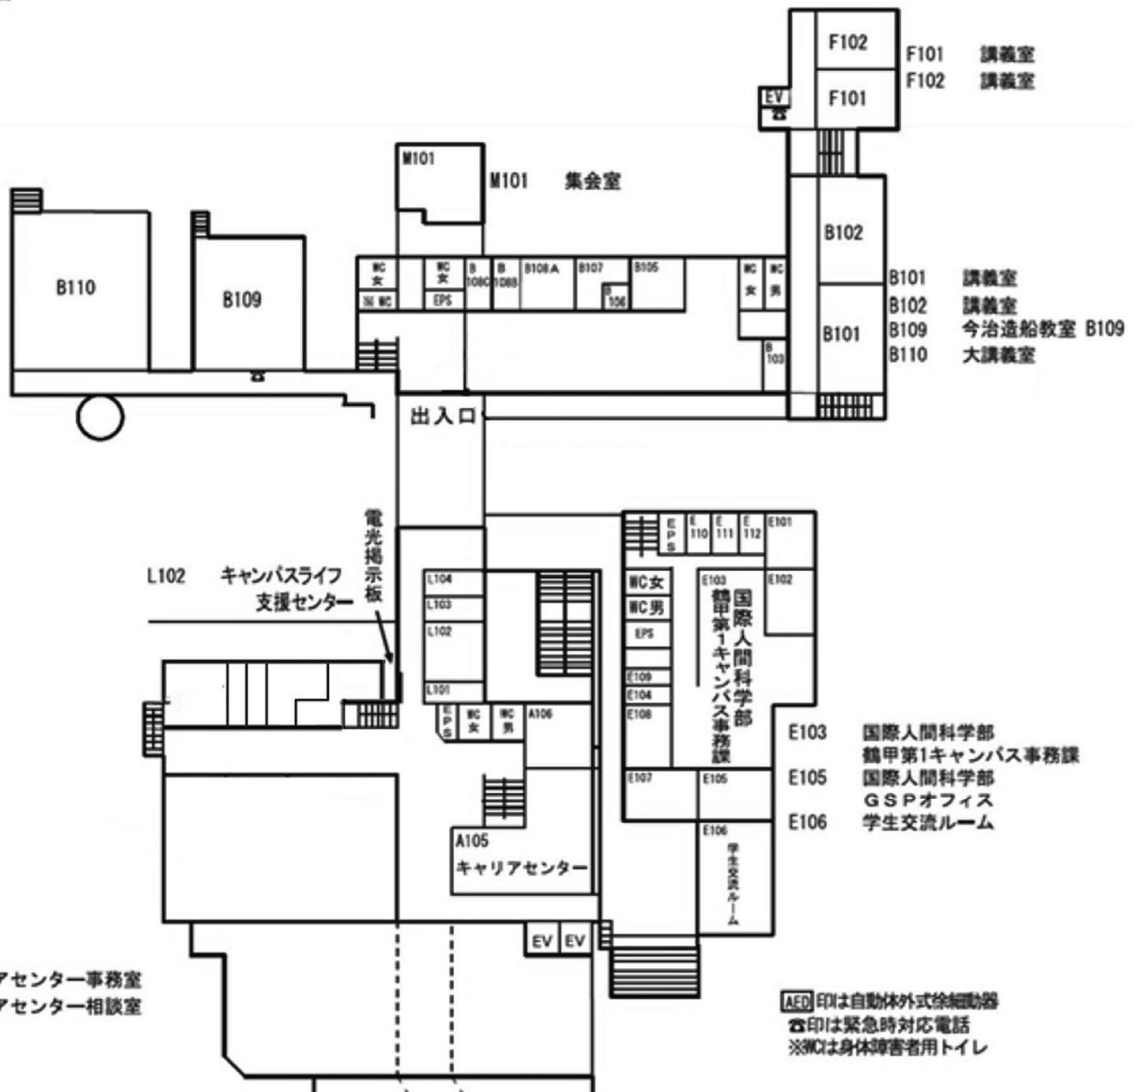 F102
F101 講義室
F102 講義室
EV
F101
☎
M101
M101 集会室
B102
B110
B109
WC
女
※WC
WC
女
EPS
B
108C
B
108B
B108A
B107
B
106
B105
WC
女
WC
男
B
103
B101
B101 講義室
B102 講義室
B109 今治造船教室 B109
B110 大講義室
☎
出入口
電光掲示板
L102 キャンパスライフ
支援センター
L104
L103
L102
L101
EPS
WC
女
WC
男
A106
A105
キャリアセンター
EV
EV
EPS
E
110
E
111
E
112
E101
WC女
WC男
EPS
E109
E104
E108
E103
国際人間科学部
鶴甲第1キャンパス事務課
E102
E107
E105
E106
学生交流ルーム
E103 国際人間科学部
鶴甲第1キャンパス事務課
E105 国際人間科学部
GSPオフィス
E106 学生交流ルーム
アセンター事務室
アセンター相談室
AED印は自動体外式徐細動器
☎印は緊急時対応電話
※WCは身体障害者用トイレ